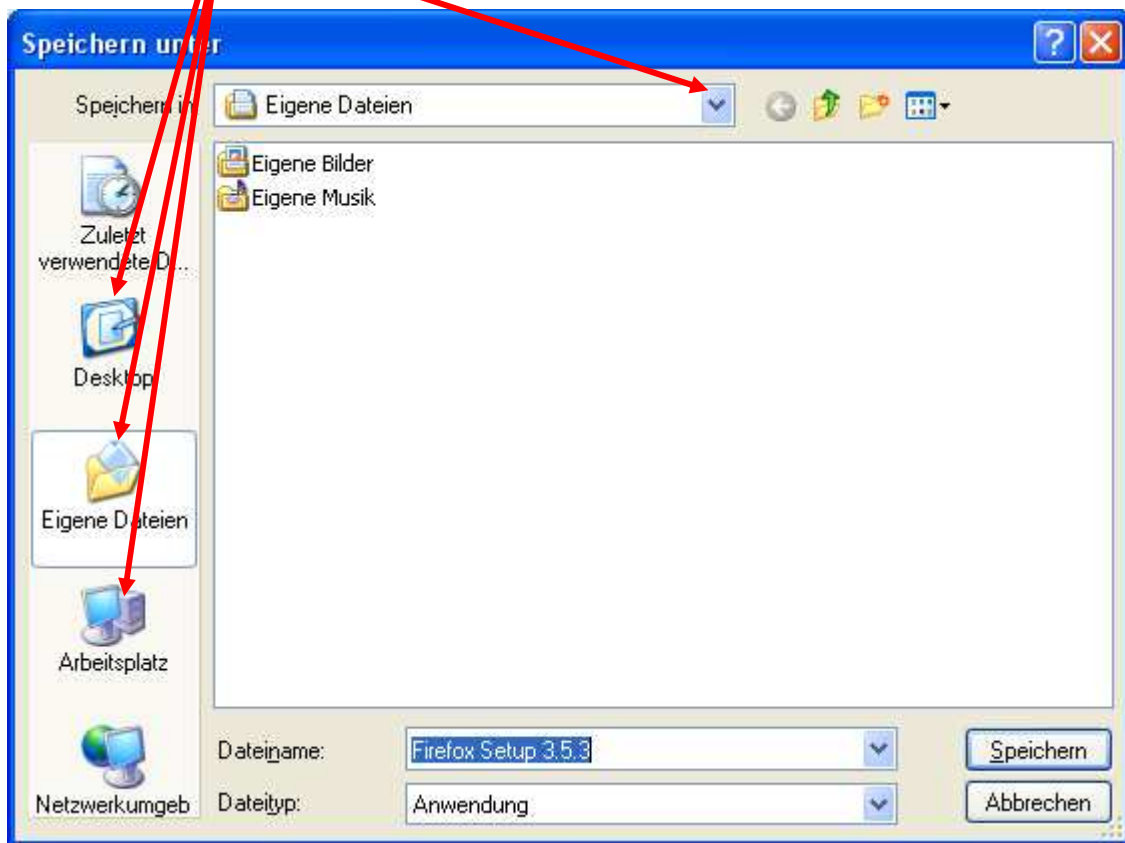 Speichern unter
Speichern in
Eigene Dateien
Eigene Bilder
Eigene Musik
Zuletzt
verwendete D...
Desktop
Eigene Dateien
Arbeitsplatz
Netzwerkumgeb
Dateiname:
Firefox Setup 3.5.3
Speichern
Dateityp:
Anwendung
Abbrechen